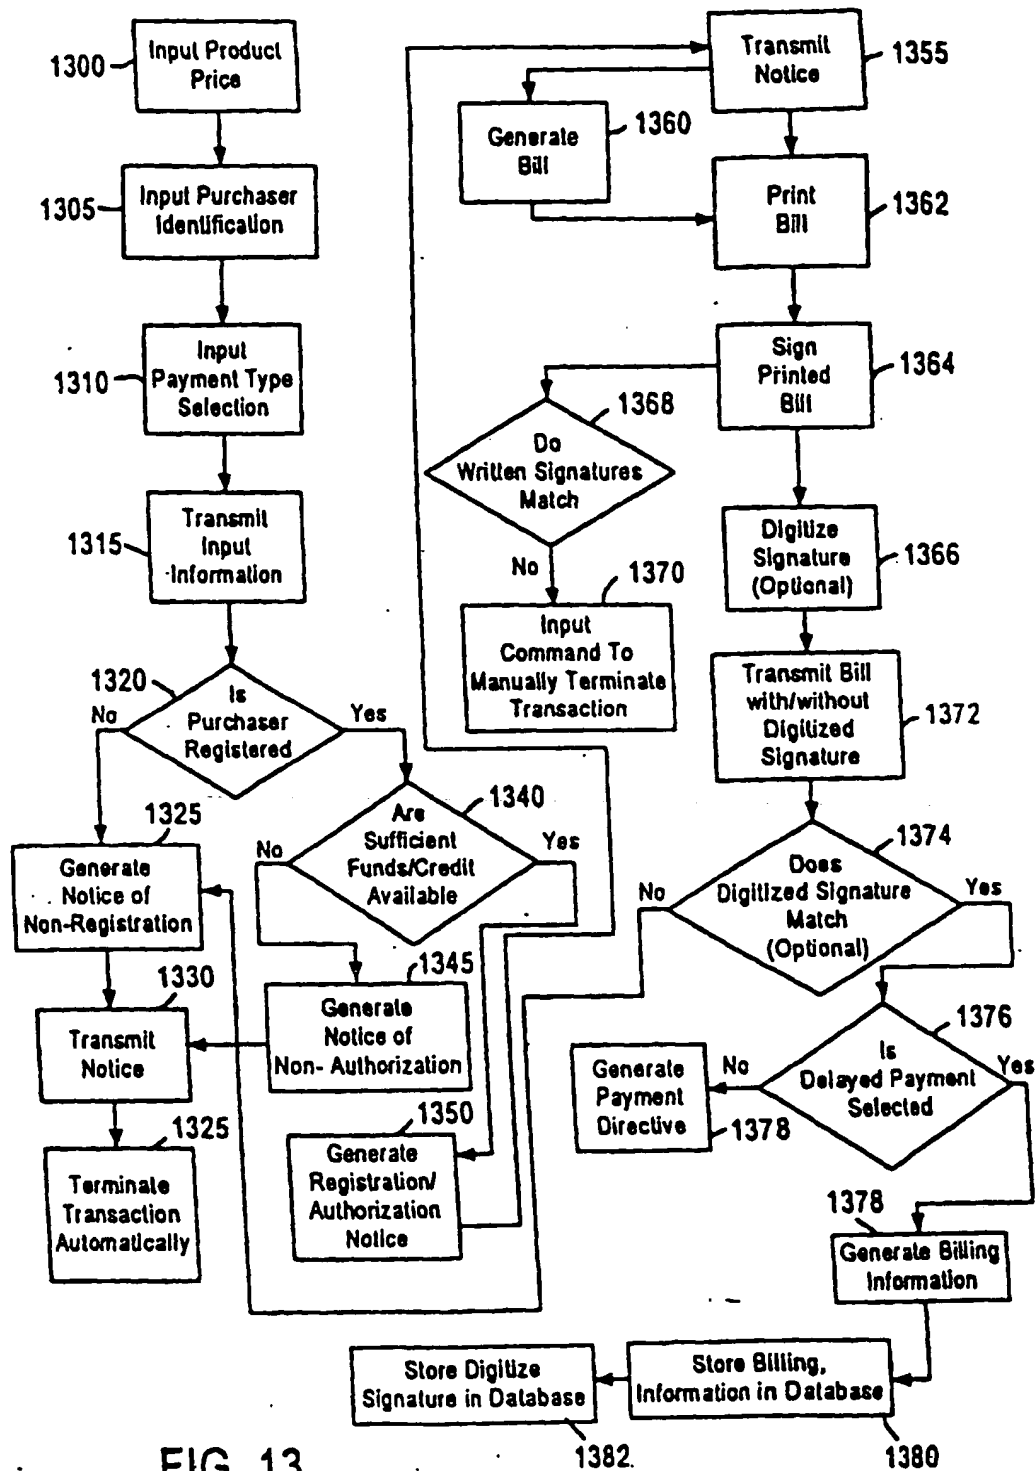 1300
Input Product
Price
1305
Input Purchaser
Identification
1310
Input
Payment Type
Selection
1315
Transmit
Input
Information
1320
Is
Purchaser
Registered
No
Yes
1325
Generate
Notice of
Non-Registration
1330
Transmit
Notice
1325
Terminate
Transaction
Automatically
1340
Are
Sufficient
Funds/Credit
Available
No
Yes
1345
Generate
Notice of
Non- Authorization
1350
Generate
Registration/
Authorization
Notice
1355
Transmit
Notice
1360
Generate
Bill
1362
Print
Bill
1364
Sign
Printed
Bill
1368
Do
Written Signatures
Match
No
1370
Input
Command To
Manually Terminate
Transaction
1366
Digitize
Signature
(Optional)
1372
Transmit Bill
with/without
Digitized
Signature
1374
Does
Digitized Signature
Match
(Optional)
No
Yes
1376
Is
Delayed Payment
Selected
No
Yes
Generate
Payment
Directive
1378
1378
Generate Billing
Information
Store Billing,
Information in Database
1380
Store Digitize
Signature in Database
1382
FIG. 13